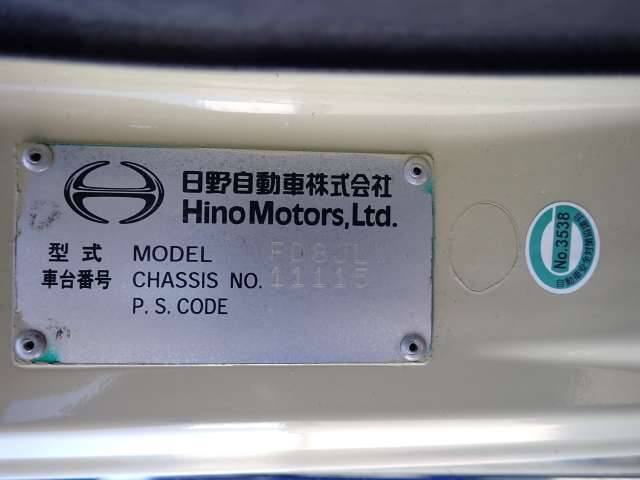 日野自動車株式会社
Hino Motors, Ltd.
型式 MODEL FD8JL
車台番号 CHASSIS NO. 11115
P. S. CODE
No.3538